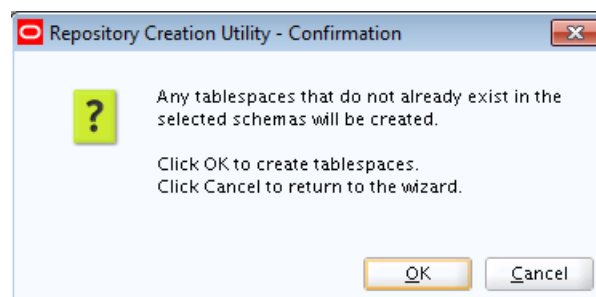 Repository Creation Utility - Confirmation
Any tablespaces that do not already exist in the
selected schemas will be created.
Click OK to create tablespaces.
Click Cancel to return to the wizard.
OK Cancel